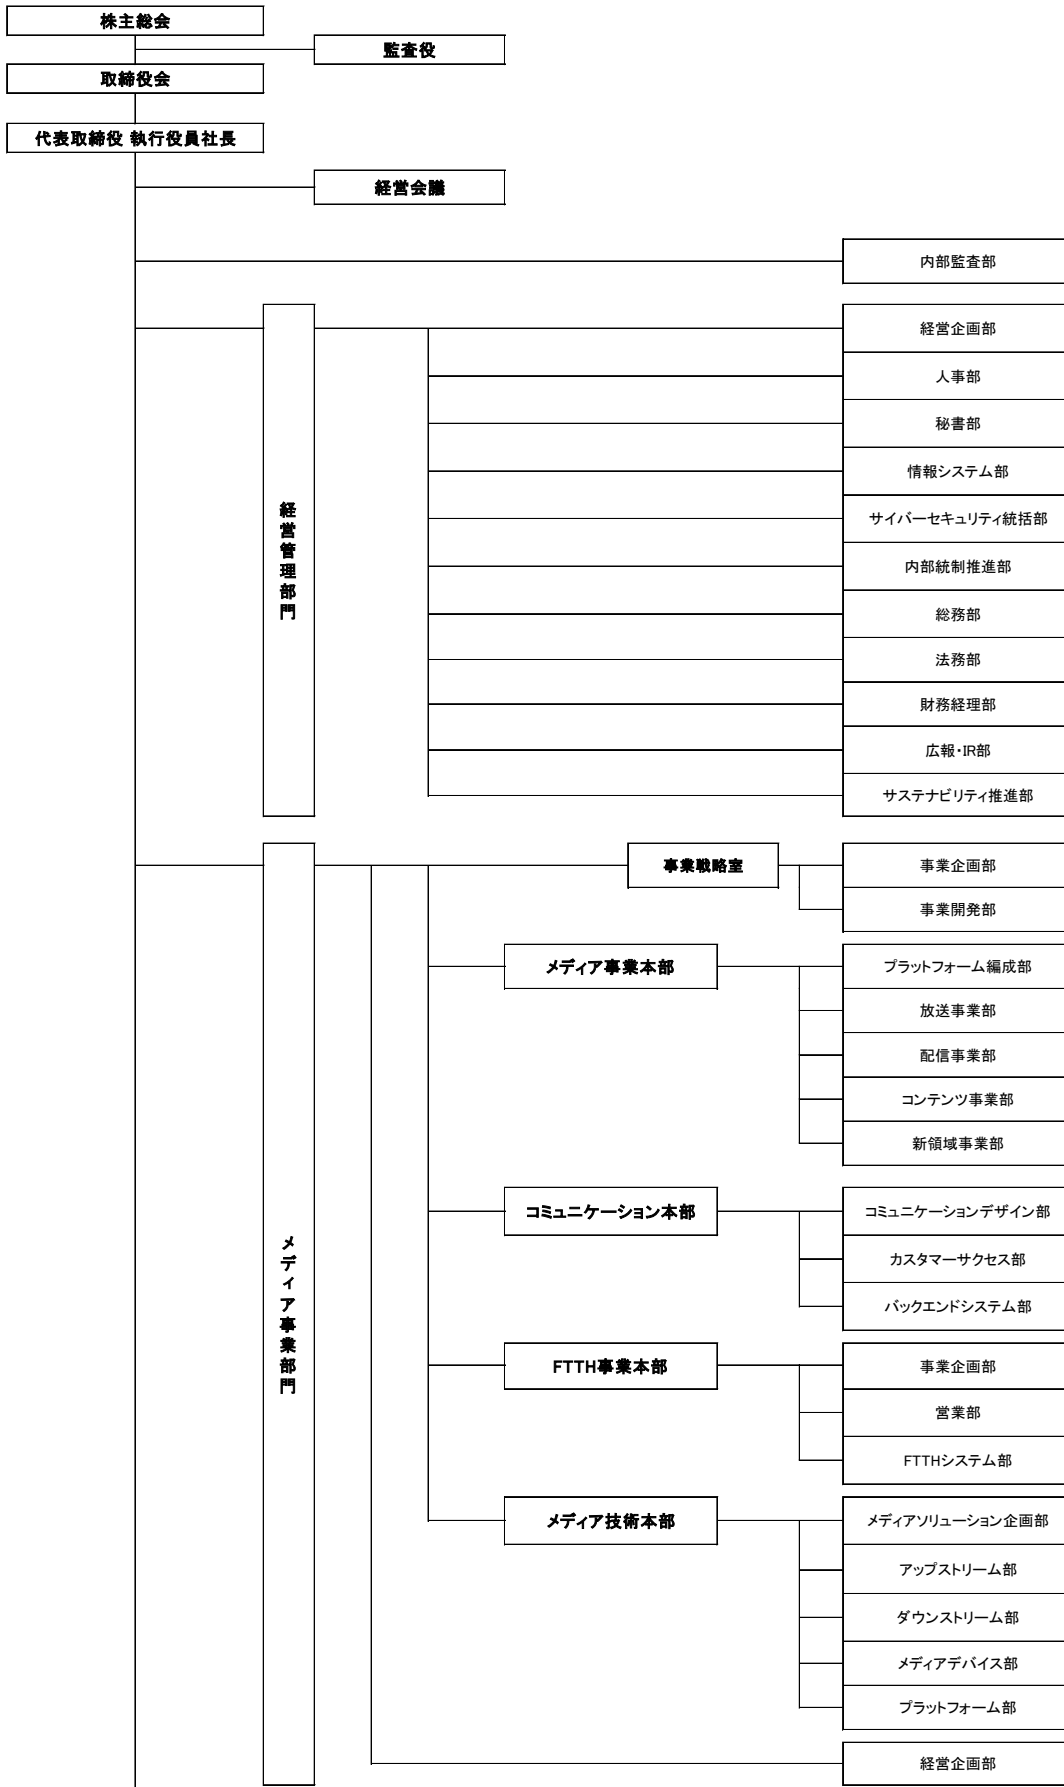 株主総会
監査役
取締役会
代表取締役 執行役員社長
経営会議
内部監査部
経営管理部門
経営企画部
人事部
秘書部
情報システム部
サイバーセキュリティ統括部
内部統制推進部
総務部
法務部
財務経理部
広報・IR部
サステナビリティ推進部
メディア事業部門
事業戦略室
事業企画部
事業開発部
メディア事業本部
プラットフォーム編成部
放送事業部
配信事業部
コンテンツ事業部
新領域事業部
コミュニケーション本部
コミュニケーションデザイン部
カスタマーサクセス部
バックエンドシステム部
FTTH事業本部
事業企画部
営業部
FTTHシステム部
メディア技術本部
メディアソリューション企画部
アップストリーム部
ダウンストリーム部
メディアデバイス部
プラットフォーム部
経営企画部